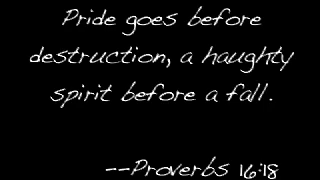 Pride goes before
destruction, a haughty
spirit before a fall.
--Proverbs 16:18